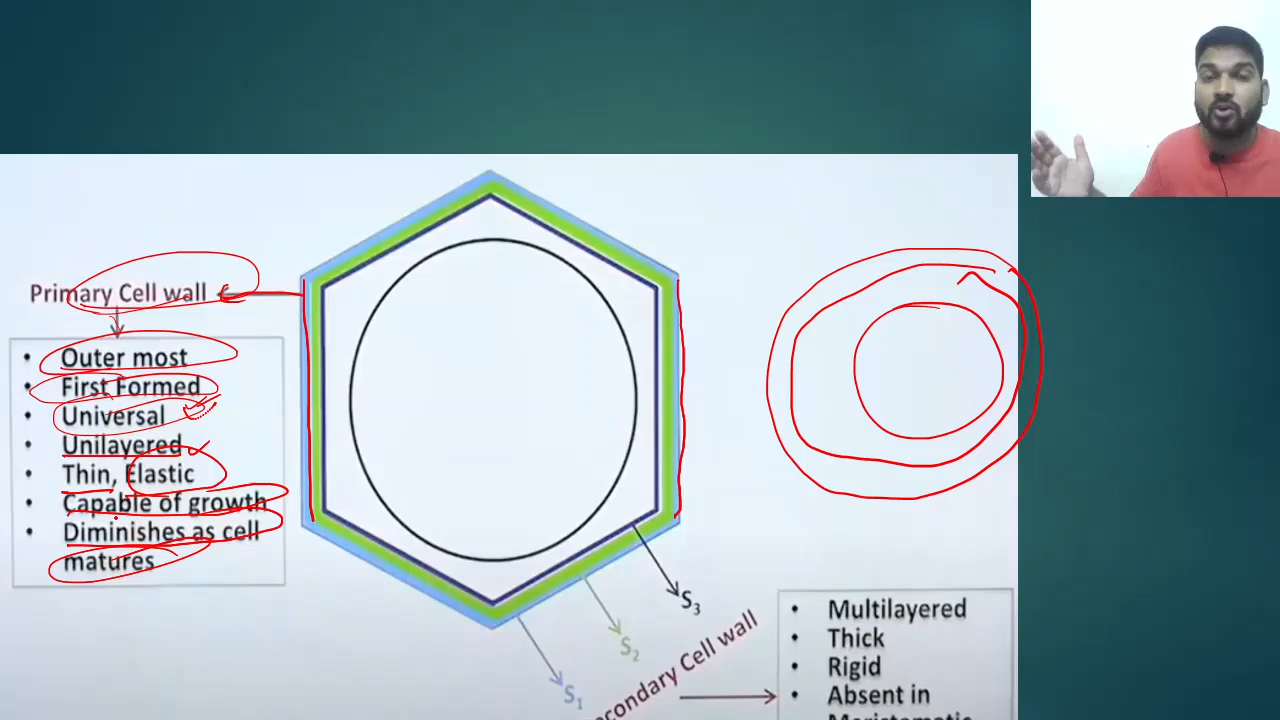 Primary Cell wall
• Outer most
• First Formed
• Universal
• Unilayered
• Thin, Elastic
• Capable of growth
• Diminishes as cell
matures
S3
S2
S1
econdary Cell wall
• Multilayered
• Thick
• Rigid
• Absent in